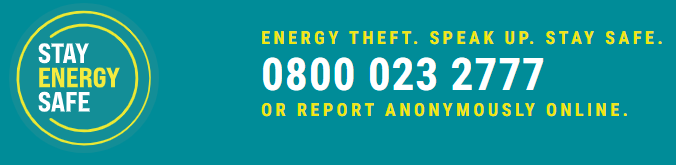 STAY
ENERGY
SAFE
ENERGY THEFT. SPEAK UP. STAY SAFE.
0800 023 2777
OR REPORT ANONYMOUSLY ONLINE.